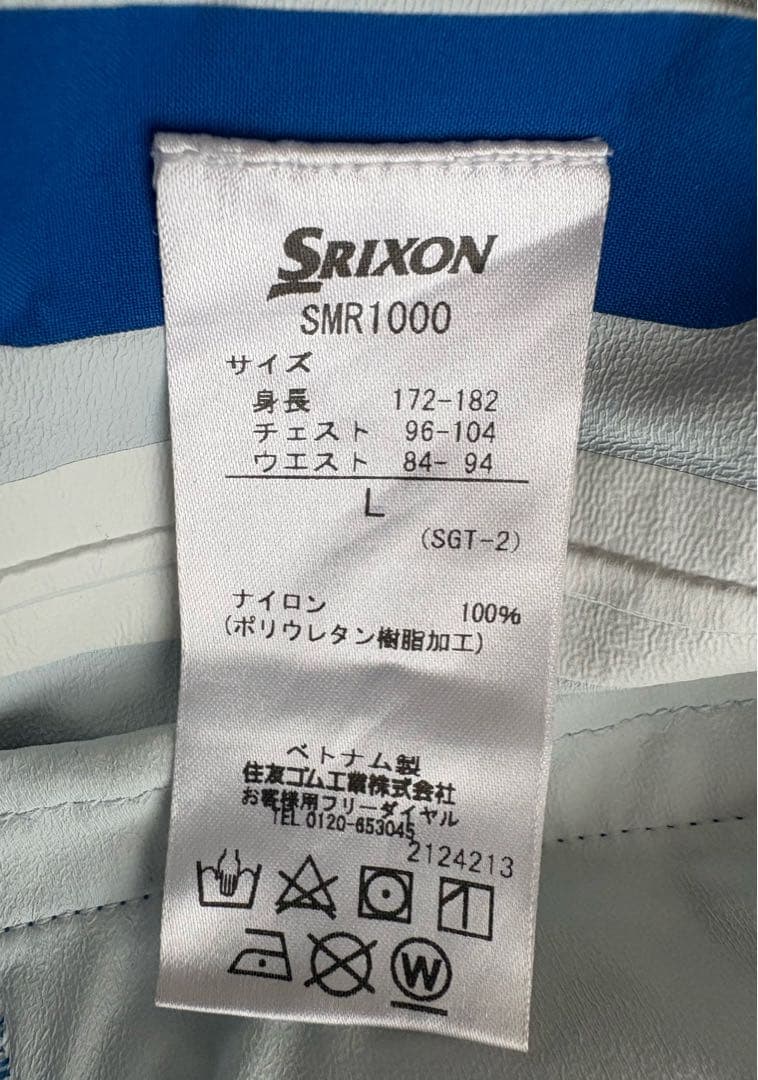 SRIXON
SMR1000
サイズ
身長 172-182
チェスト 96-104
ウエスト 84- 94
L
(SGT-2)
ナイロン 100%
(ポリウレタン樹脂加工)
ベトナム製
住友ゴム工業株式会社
お客様用フリーダイヤル
TEL 0120-653045
2124213
W